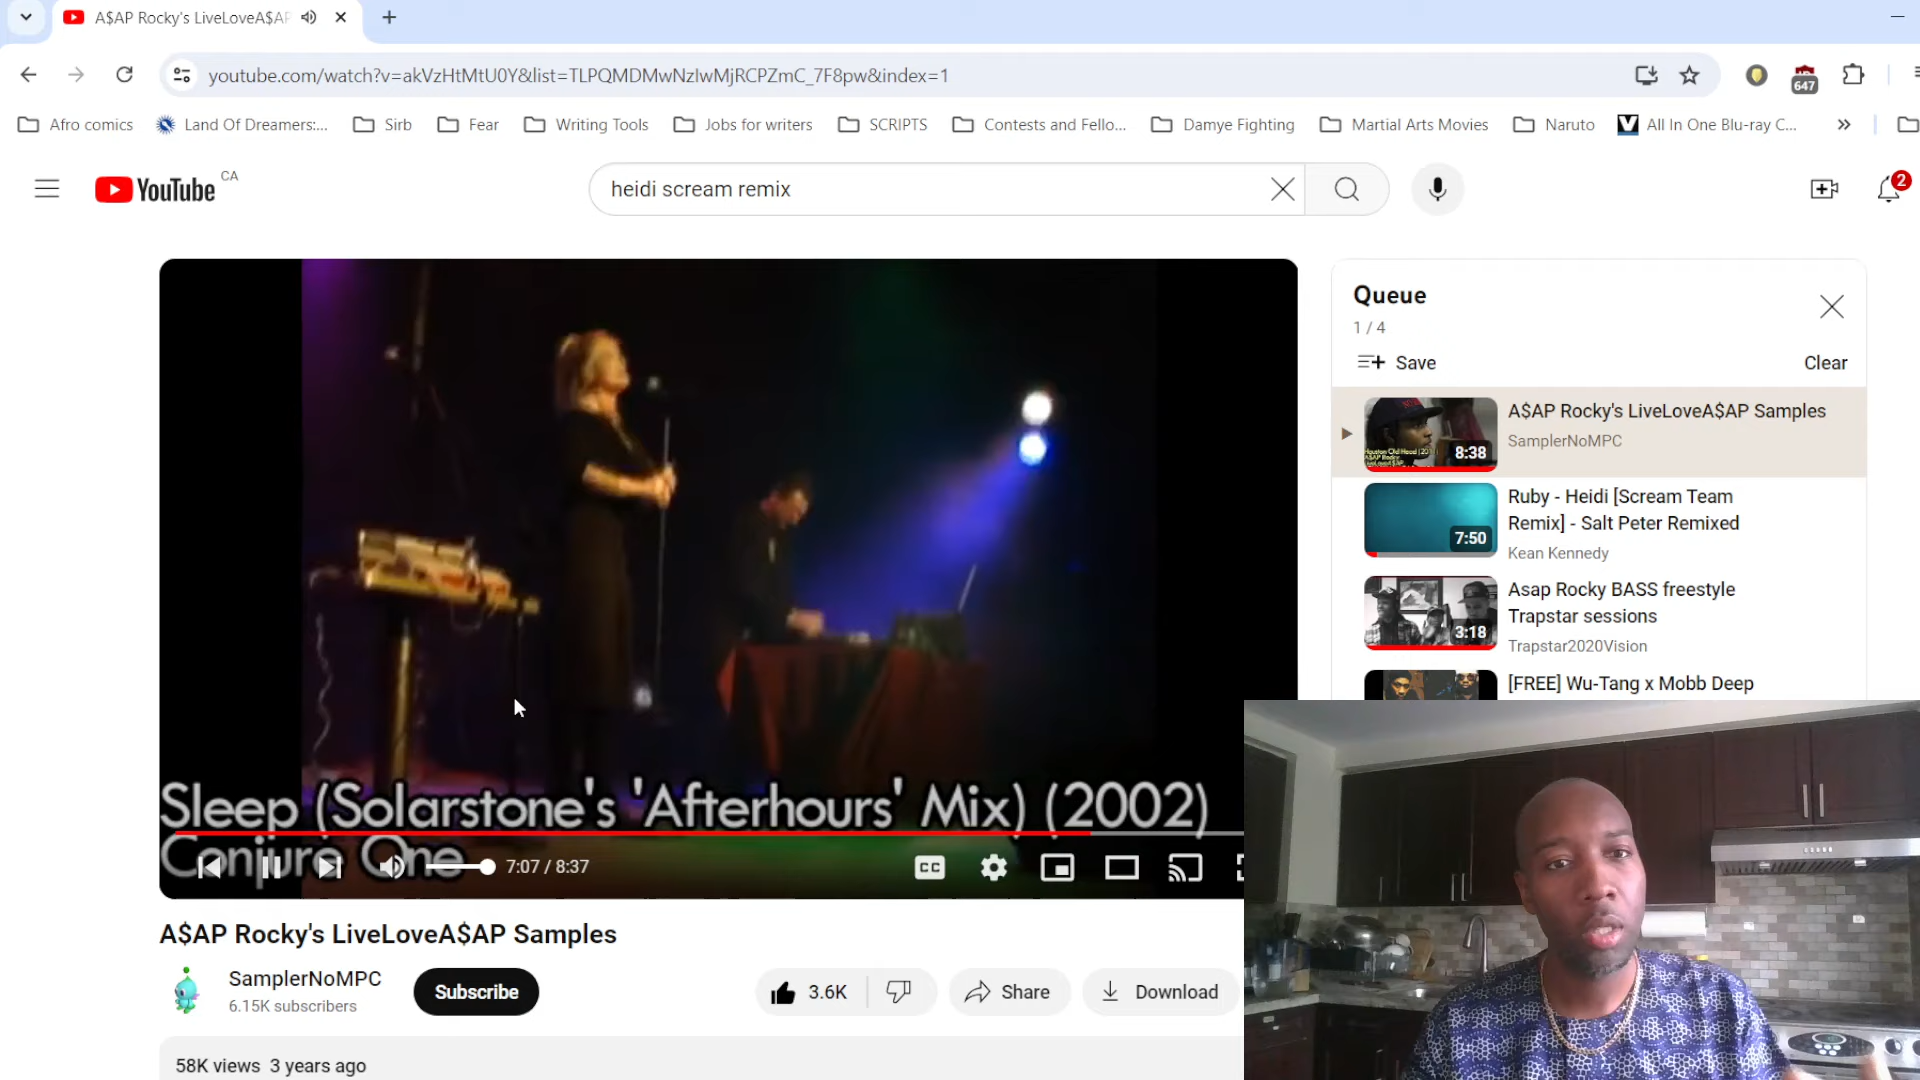 A$AP Rocky's LiveLoveA$AP
youtube.com/watch?v=akVzHtMtU0Y&list=TLPQMDMwNzIwMjRCPZmC_7F8pw&index=1
647
Afro comics
Land Of Dreamers:...
Sirb
Fear
Writing Tools
Jobs for writers
SCRIPTS
Contests and Fello...
Damye Fighting
Martial Arts Movies
Naruto
All In One Blu-ray C...
YouTube CA
heidi scream remix
2
Sleep (Solarstone's 'Afterhours' Mix) (2002)
Conjure One
7:07 / 8:37
CC
Queue
1 / 4
Save
Clear
A$AP Rocky's LiveLoveA$AP Samples
SamplerNoMPC
8:38
Ruby - Heidi [Scream Team
Remix] - Salt Peter Remixed
Kean Kennedy
7:50
Asap Rocky BASS freestyle
Trapstar sessions
Trapstar2020Vision
3:18
[FREE] Wu-Tang x Mobb Deep
A$AP Rocky's LiveLoveA$AP Samples
SamplerNoMPC
6.15K subscribers
Subscribe
3.6K
Share
Download
58K views 3 years ago